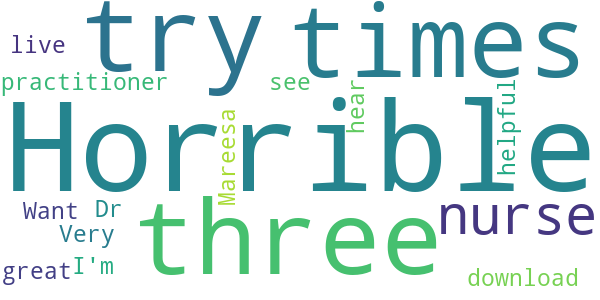 try times
live
practitioner see
hear
helpful
Horrible
Mareesa
three nurse
Want Dr
Very
great I'm
download